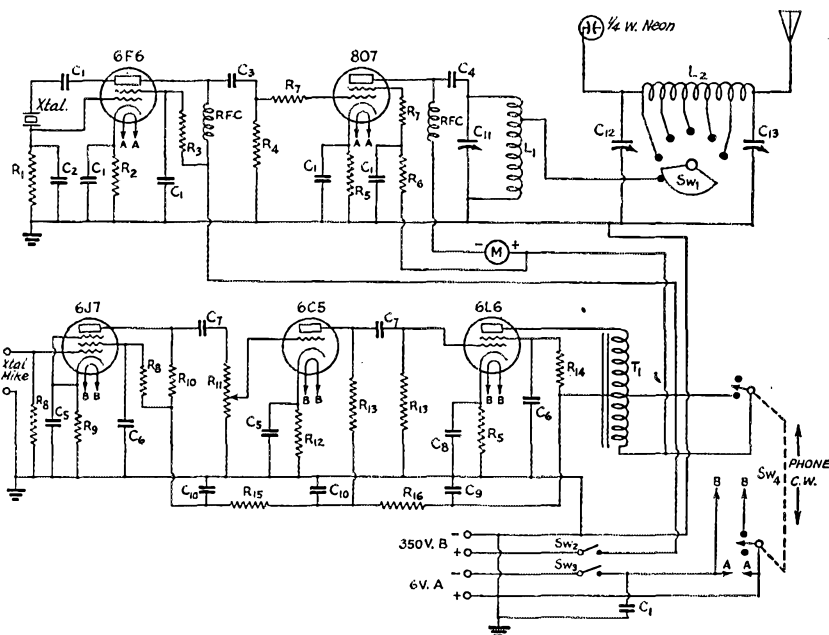 ¼ W. Neon
6F6
807
C1
C3
C4
L2
Xtal.
R7
R7
RFC
RFC
A A
A A
R3
R4
C11
L1
C12
C13
R1
C2
C1
R2
C1
C1
R5
C1
R6
Sw1
- M +
6J7
6C5
6L6
C7
C7
Xtal
Mike
R8
C5
B B
R9
C6
R8
R10
R11
C5
B B
R12
R13
R13
C8
B B
R5
C6
R14
T1
C10
R15
C10
R16
C9
Sw4
PHONE
C.W.
B B
350V. B
-
+
Sw2
Sw3
6V. A
-
+
A A
C1